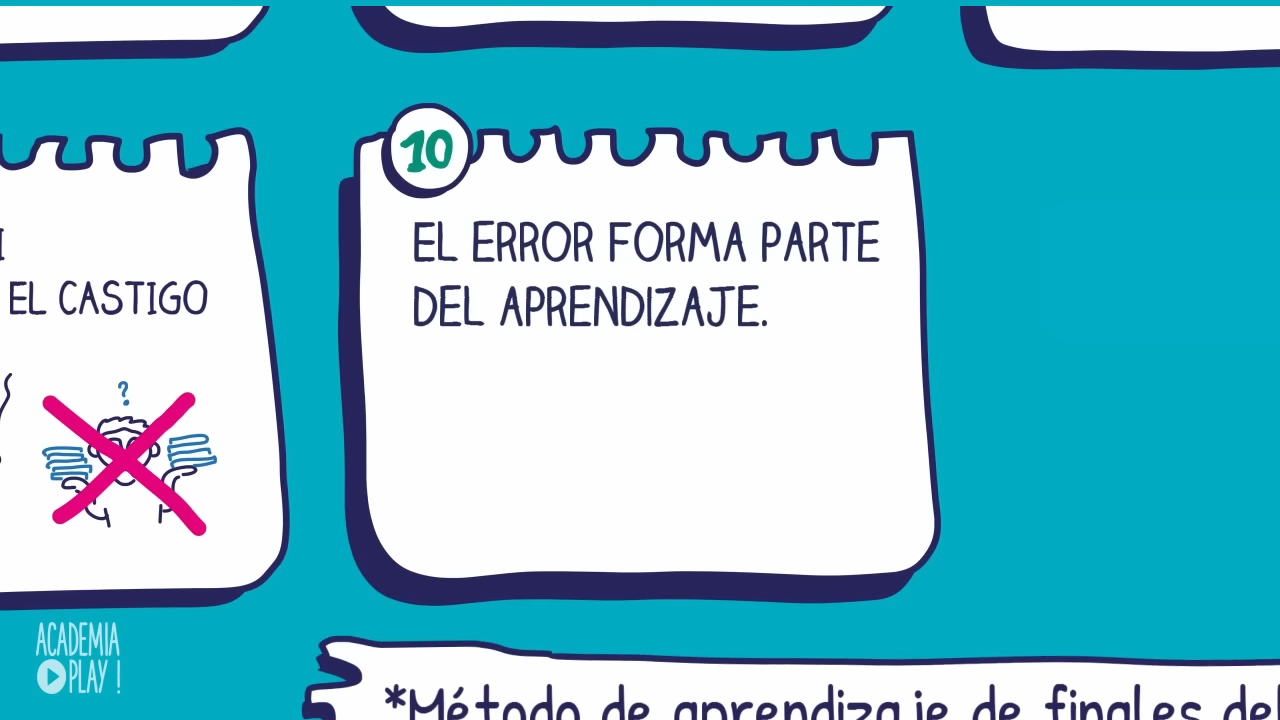 10
EL ERROR FORMA PARTE
DEL APRENDIZAJE.
EL CASTIGO
?
ACADEMIA
PLAY !
*Método de aprendizaje de finales del